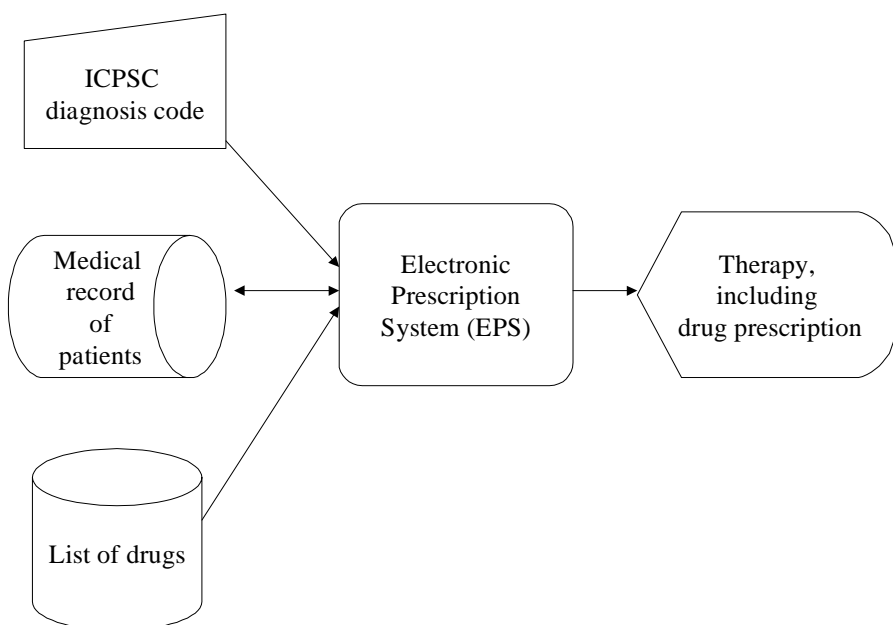 ICPSC
diagnosis code
Medical
record
of
patients
List of drugs
Electronic
Prescription
System (EPS)
Therapy,
including
drug prescription